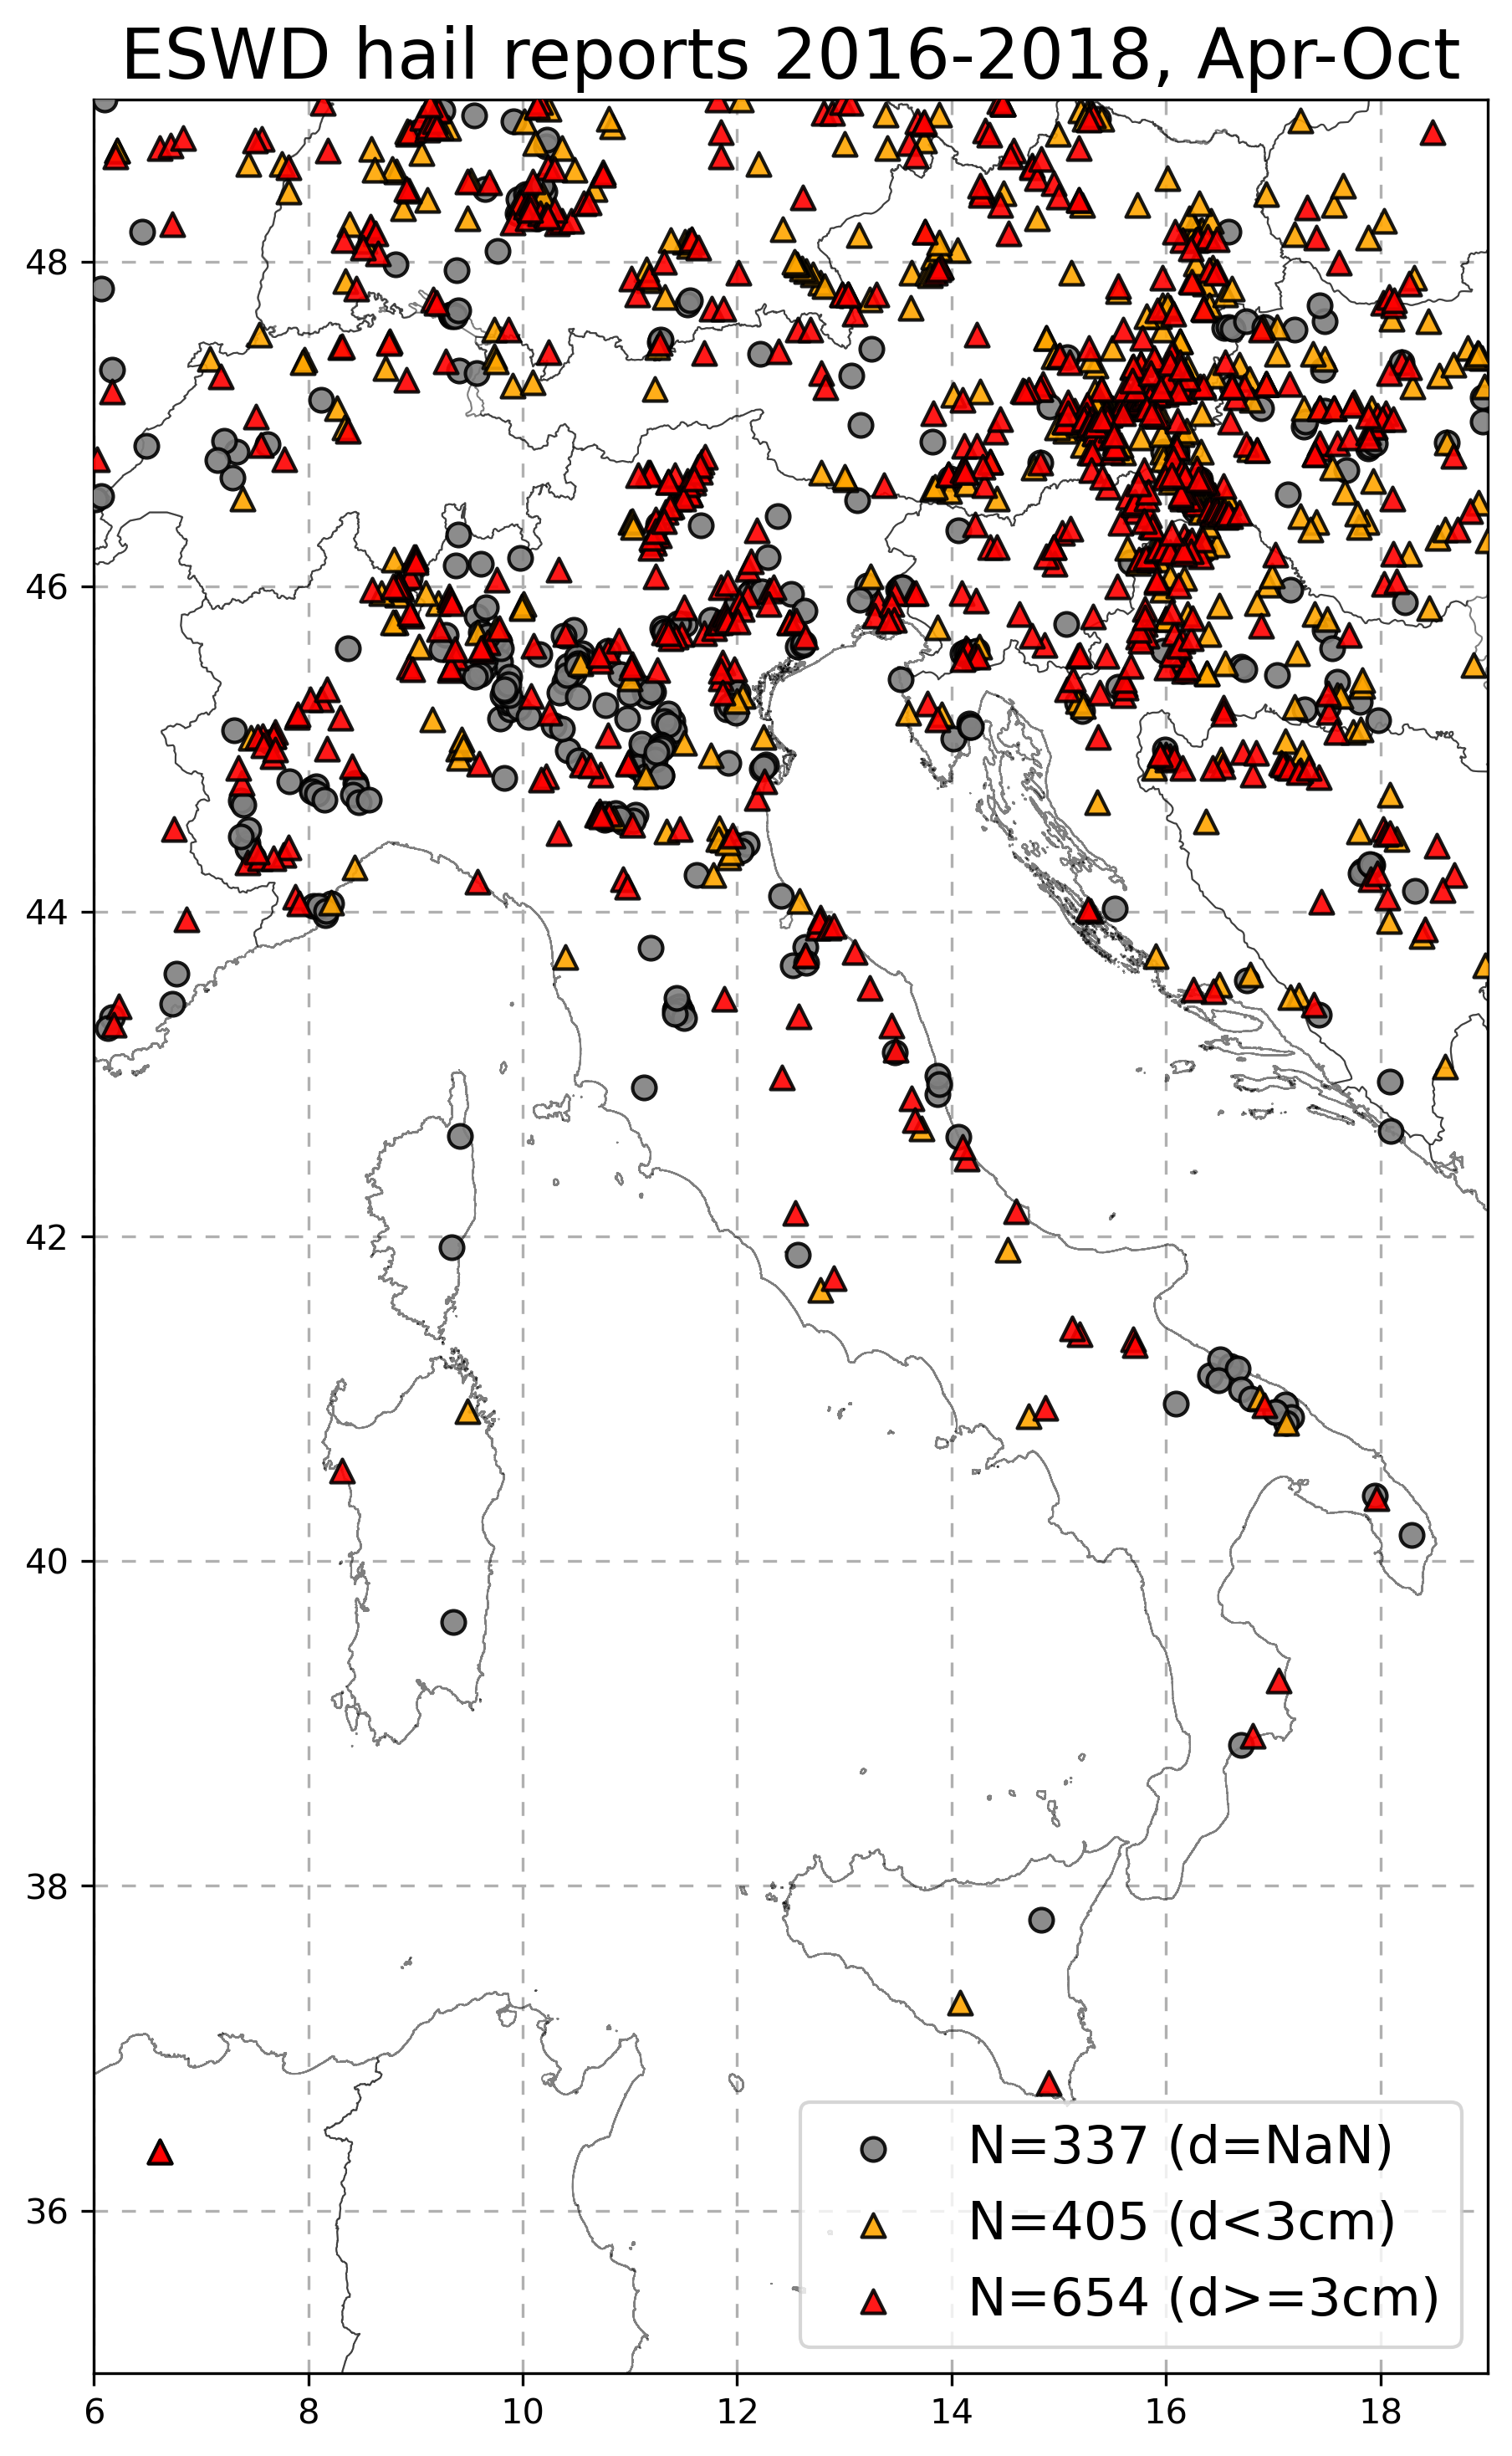 ESWD hail reports 2016-2018, Apr-Oct
48
46
44
42
40
38
36
N=337 (d=NaN)
N=405 (d<3cm)
N=654 (d>=3cm)
6 8 10 12 14 16 18